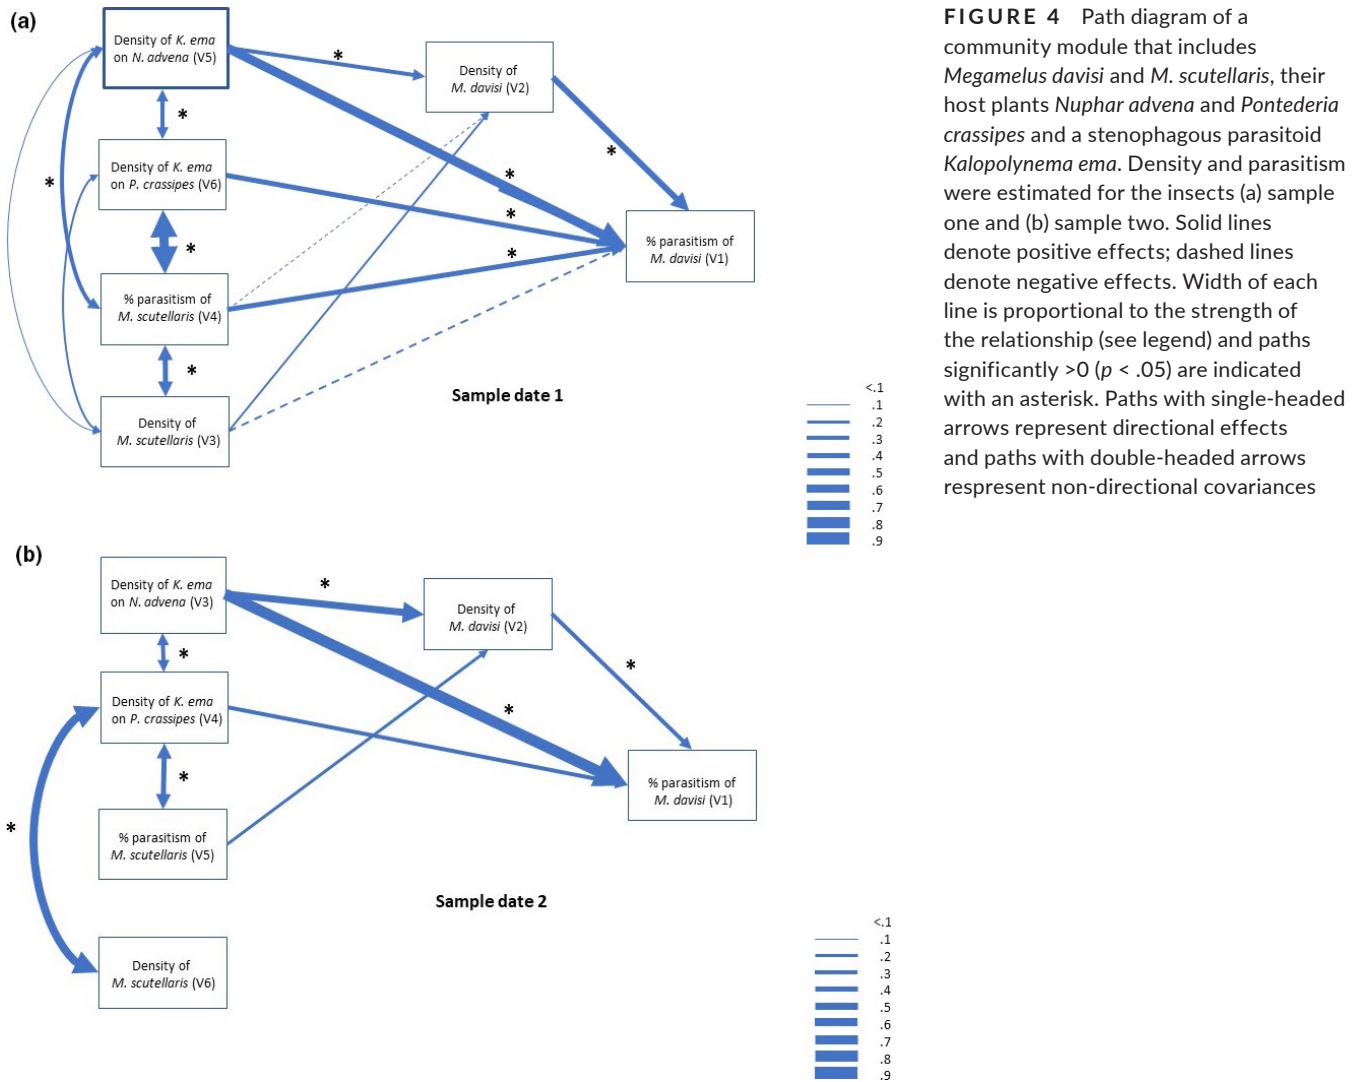 (a)
Density of K. ema
on N. advena (V5)
*
Density of
M. davisi (V2)
*
Density of K. ema
on P. crassipes (V6)
*
*
*
*
*
% parasitism of
M. davisi (V1)
*
*
% parasitism of
M. scutellaris (V4)
*
Density of
M. scutellaris (V3)
Sample date 1
<.1
.1
.2
.3
.4
.5
.6
.7
.8
.9
FIGURE 4 Path diagram of a
community module that includes
Megamelus davisi and M. scutellaris, their
host plants Nuphar advena and Pontederia
crassipes and a stenophagous parasitoid
Kalopolynema ema. Density and parasitism
were estimated for the insects (a) sample
one and (b) sample two. Solid lines
denote positive effects; dashed lines
denote negative effects. Width of each
line is proportional to the strength of
the relationship (see legend) and paths
significantly >0 (p < .05) are indicated
with an asterisk. Paths with single-headed
arrows represent directional effects
and paths with double-headed arrows
respresent non-directional covariances
(b)
Density of K. ema
on N. advena (V3)
*
Density of
M. davisi (V2)
*
*
Density of K. ema
on P. crassipes (V4)
*
*
% parasitism of
M. davisi (V1)
*
% parasitism of
M. scutellaris (V5)
Sample date 2
Density of
M. scutellaris (V6)
<.1
.1
.2
.3
.4
.5
.6
.7
.8
.9